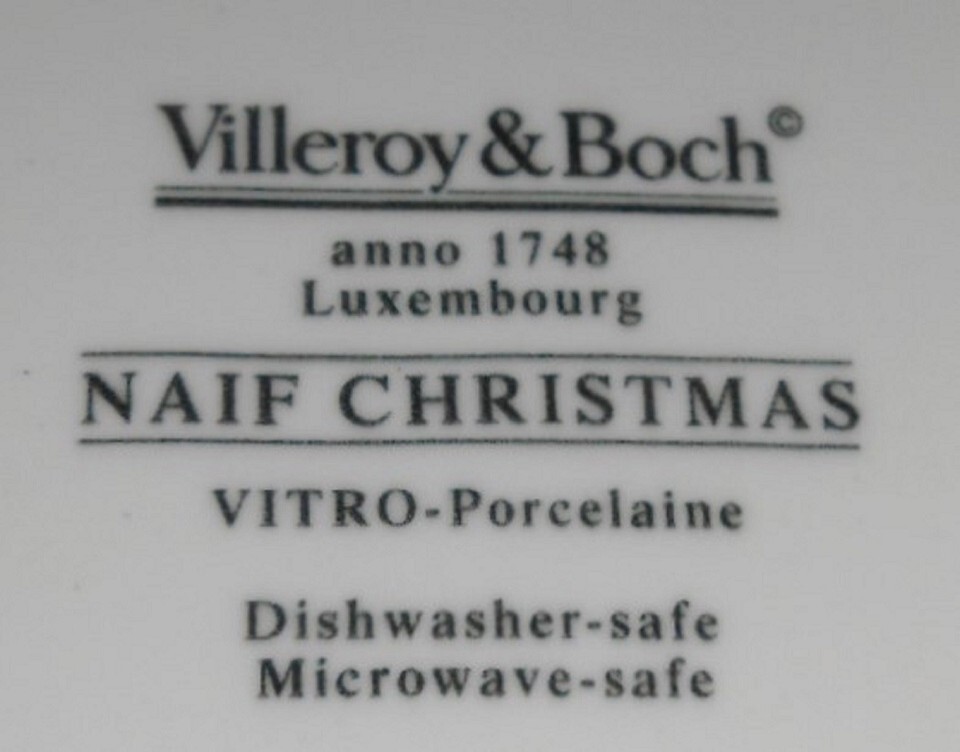 Villeroy & Boch©
anno 1748
Luxembourg
NAIF CHRISTMAS
VITRO-Porcelaine
Dishwasher-safe
Microwave-safe